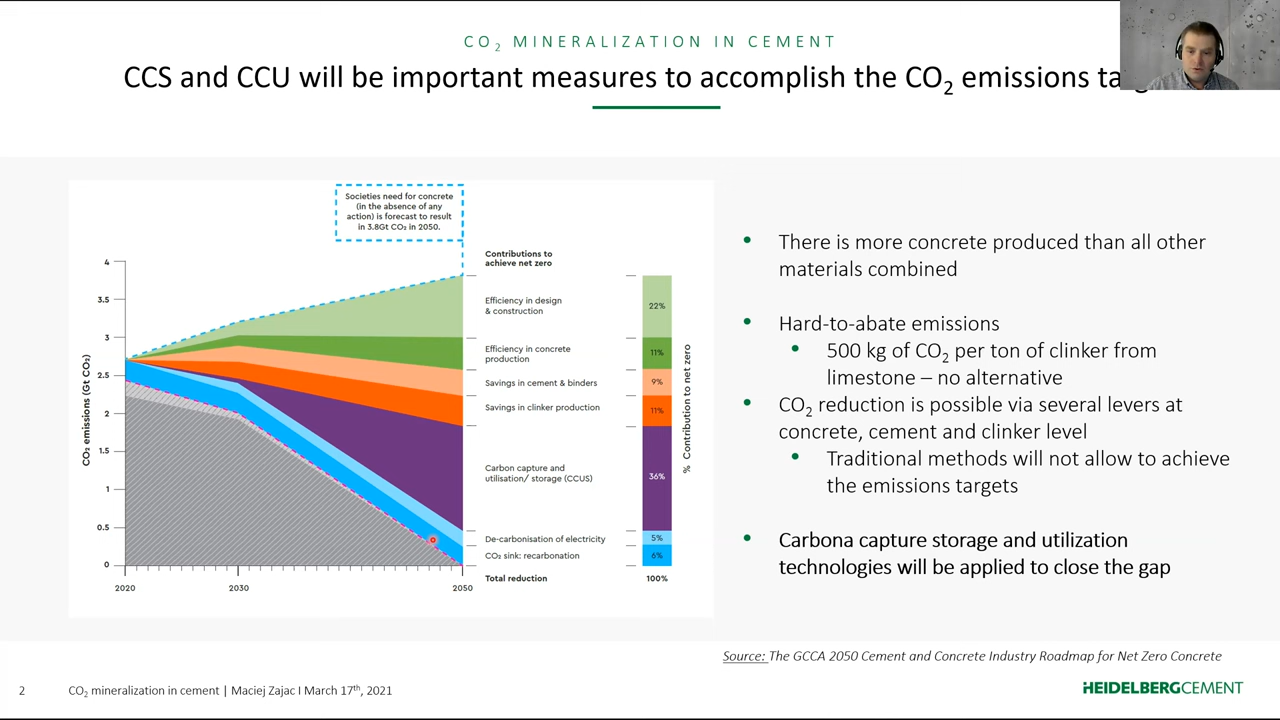 CO₂ MINERALIZATION IN CEMENT
CCS and CCU will be important measures to accomplish the CO₂ emissions
Societies need for concrete
(in the absence of any
action) is forecast to result
in 3.8Gt CO₂ in 2050.
Contributions to
achieve net zero
4
3.5
3
2.5
2
1.5
1
0.5
0
CO₂ emissions (Gt CO₂)
2020
2030
2050
Efficiency in design
& construction
22%
Efficiency in concrete
production
11%
Savings in cement & binders
9%
Savings in clinker production
11%
Carbon capture and
utilisation/ storage (CCUS)
36%
De-carbonisation of electricity
5%
CO₂ sink: recarbonation
6%
Total reduction
100%
% Contribution to net zero
• There is more concrete produced than all other
materials combined
• Hard-to-abate emissions
• 500 kg of CO₂ per ton of clinker from
limestone – no alternative
• CO₂ reduction is possible via several levers at
concrete, cement and clinker level
• Traditional methods will not allow to achieve
the emissions targets
• Carbona capture storage and utilization
technologies will be applied to close the gap
Source: The GCCA 2050 Cement and Concrete Industry Roadmap for Net Zero Concrete
2
CO₂ mineralization in cement | Maciej Zajac I March 17th, 2021
HEIDELBERGCEMENT